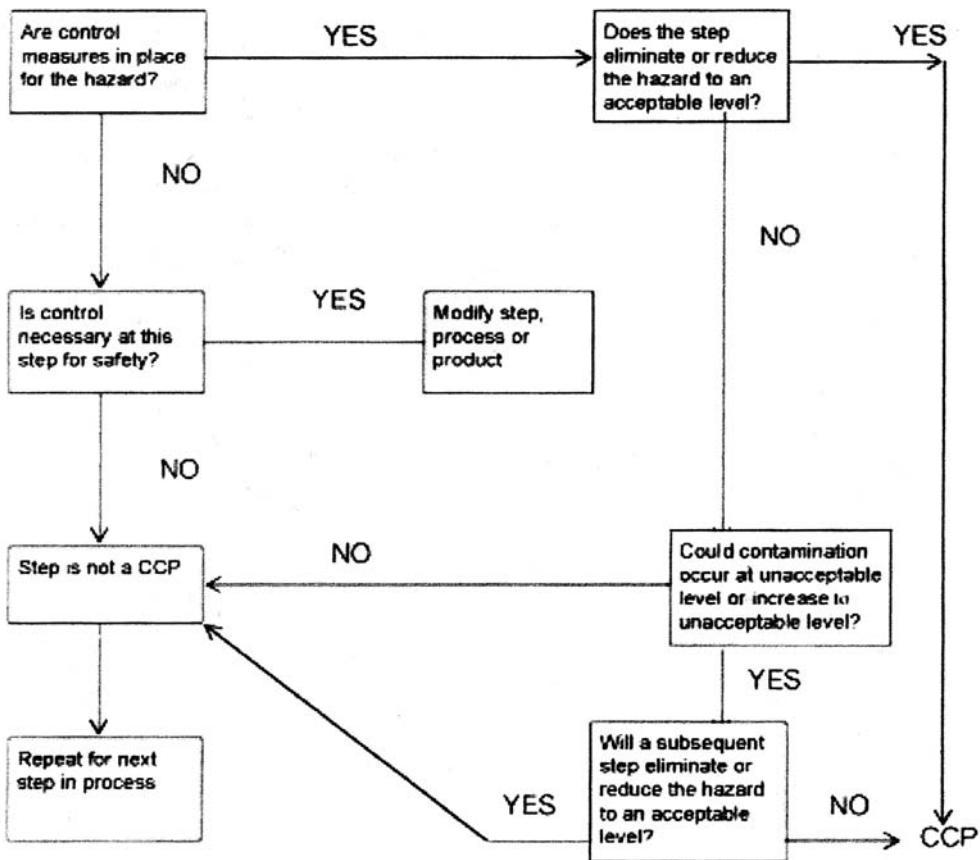 Are control
measures in place
for the hazard?
YES
Does the step
eliminate or reduce
the hazard to an
acceptable level?
YES
NO
NO
Is control
necessary at this
step for safety?
YES
Modify step,
process or
product
NO
Step is not a CCP
NO
Could contamination
occur at unacceptable
level or increase to
unacceptable level?
YES
Repeat for next
step in process
Will a subsequent
step eliminate or
reduce the hazard
to an acceptable
level?
YES
NO
CCP